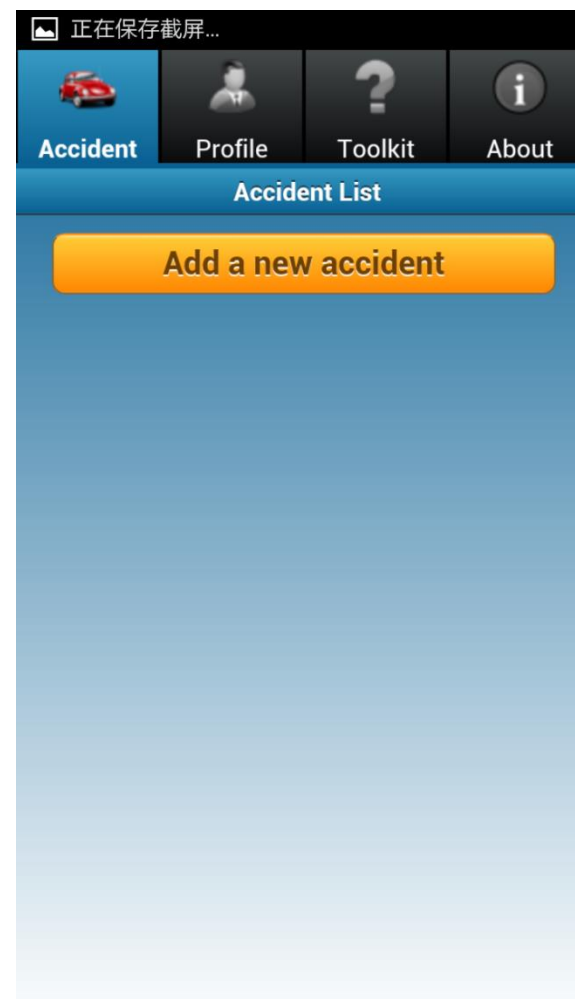 正在保存截屏...
Accident Profile Toolkit About
Accident List
Add a new accident